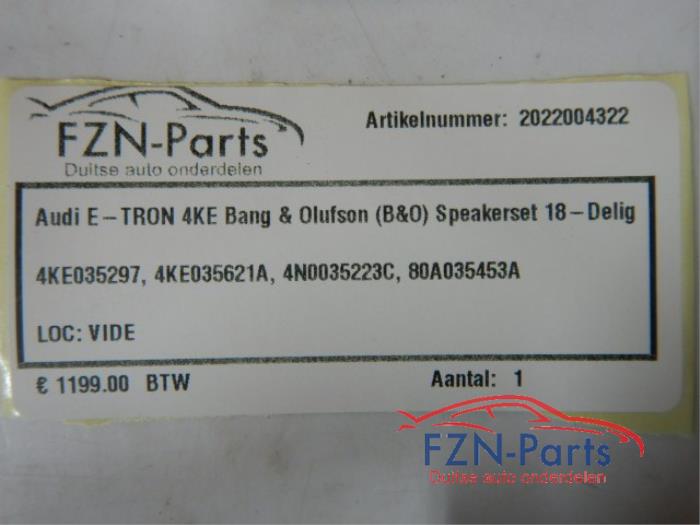 FZN-Parts
Duitse auto onderdelen
Artikelnummer: 2022004322
Audi E-TRON 4KE Bang & Olufson (B&O) Speakerset 18-Delig
4KE035297, 4KE035621A, 4N0035223C, 80A035453A
LOC: VIDE
€ 1199.00 BTW
Aantal: 1
FZN-Parts
Duitse auto onderdelen